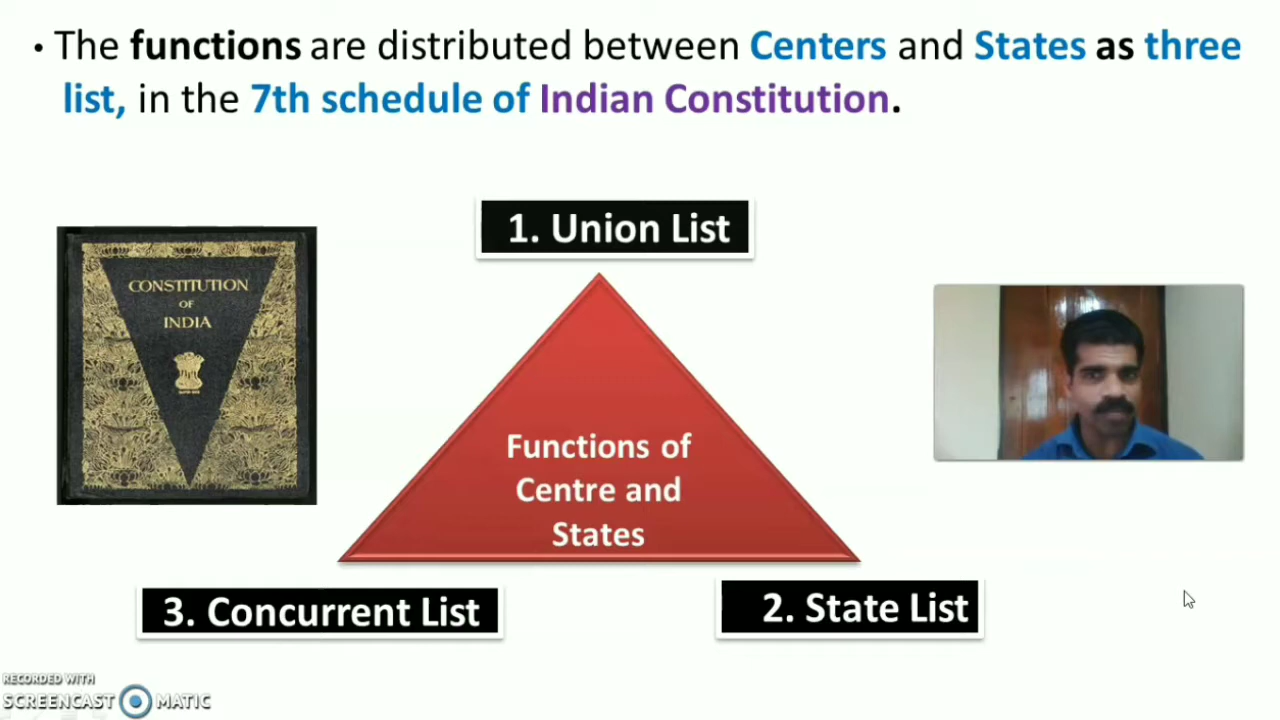 • The functions are distributed between Centers and States as three
list, in the 7th schedule of Indian Constitution.
1. Union List
CONSTITUTION
OF
INDIA
Functions of
Centre and
States
3. Concurrent List
2. State List
RECORDED WITH
SCREENCAST MATIC